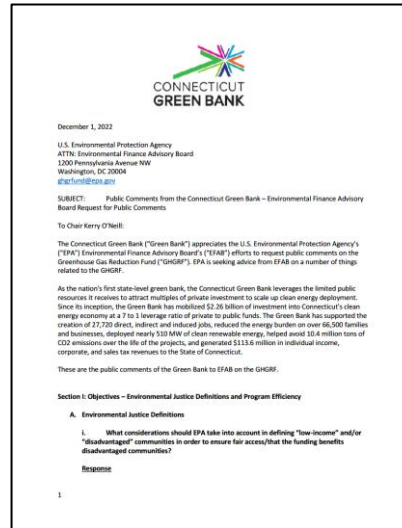 CONNECTICUT
GREEN BANK
December 1, 2022
U.S. Environmental Protection Agency
ATTN: Environmental Finance Advisory Board
1200 Pennsylvania Avenue NW
Washington, DC 20004
ghgrfund@epa.gov
SUBJECT: Public Comments from the Connecticut Green Bank – Environmental Finance Advisory
Board Request for Public Comments
To Chair Kerry O'Neill:
The Connecticut Green Bank ("Green Bank") appreciates the U.S. Environmental Protection Agency's
("EPA") Environmental Finance Advisory Board's ("EFAB") efforts to request public comments on the
Greenhouse Gas Reduction Fund ("GHGRF"). EPA is seeking advice from EFAB on a number of things
related to the GHGRF.
As the nation's first state-level green bank, the Connecticut Green Bank leverages the limited public
resources it receives to attract multiples of private investment to scale up clean energy deployment.
Since its inception, the Green Bank has mobilized $2.26 billion of investment into Connecticut's clean
energy economy at a 7 to 1 leverage ratio of private to public funds. The Green Bank has supported the
creation of 27,720 direct, indirect and induced jobs, reduced the energy burden on over 66,500 families
and businesses, deployed nearly 510 MW of clean renewable energy, helped avoid 10.4 million tons of
CO2 emissions over the life of the projects, and generated $113.6 million in individual income,
corporate, and sales tax revenues to the State of Connecticut.
These are the public comments of the Green Bank to EFAB on the GHGRF.
Section I: Objectives – Environmental Justice Definitions and Program Efficiency
A. Environmental Justice Definitions
i. What considerations should EPA take into account in defining "low-income" and/or
"disadvantaged" communities in order to ensure fair access/that the funding benefits
disadvantaged communities?
Response
1